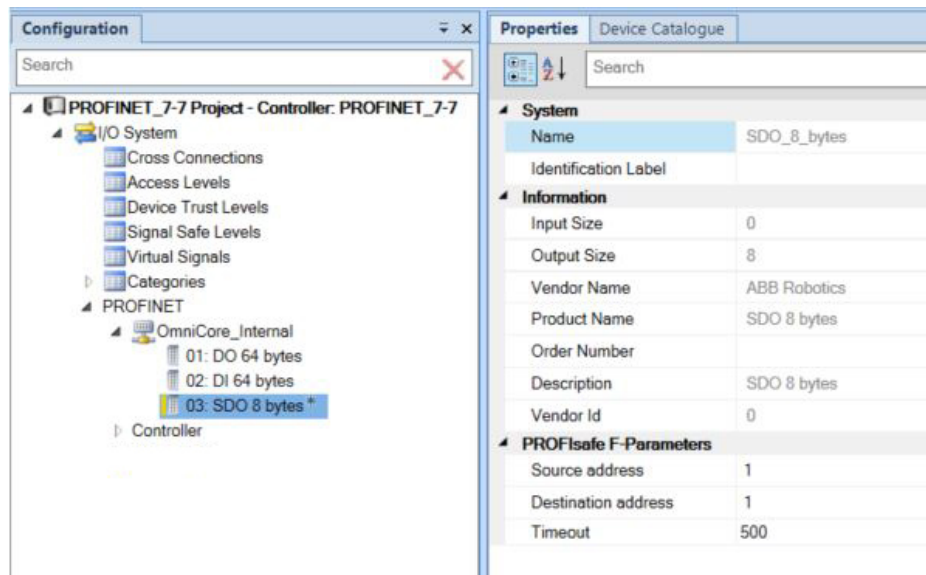 Configuration
Search
PROFINET_7-7 Project - Controller: PROFINET_7-7
I/O System
Cross Connections
Access Levels
Device Trust Levels
Signal Safe Levels
Virtual Signals
Categories
PROFINET
OmniCore_Internal
01: DO 64 bytes
02: DI 64 bytes
03: SDO 8 bytes *
Controller
Properties Device Catalogue
Search
System
Name SDO_8_bytes
Identification Label
Information
Input Size 0
Output Size 8
Vendor Name ABB Robotics
Product Name SDO 8 bytes
Order Number
Description SDO 8 bytes
Vendor Id 0
PROFIsafe F-Parameters
Source address 1
Destination address 1
Timeout 500